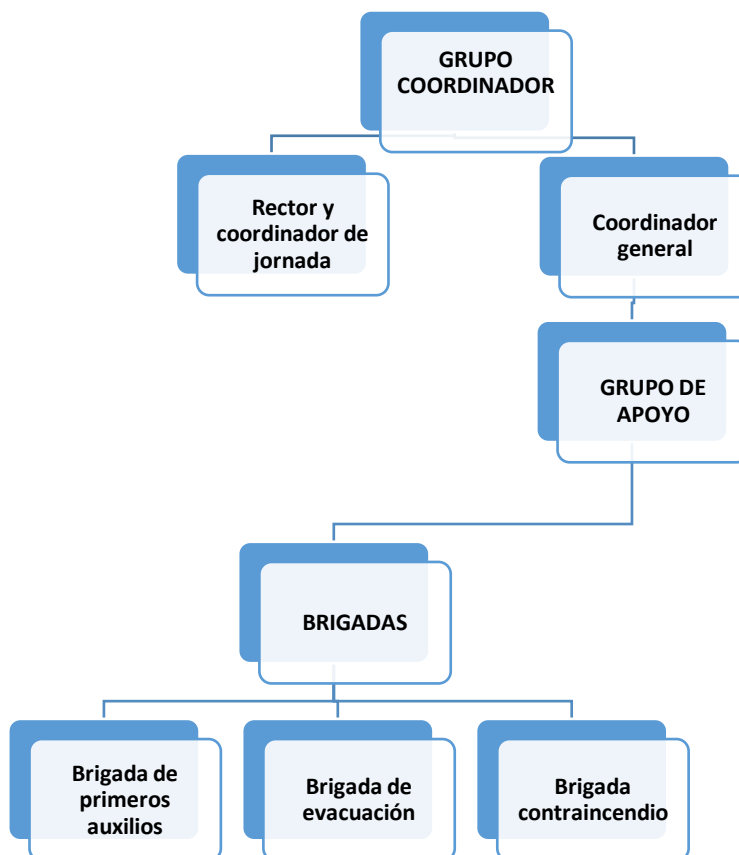 GRUPO
COORDINADOR
Rector y
coordinador de
jornada
Coordinador
general
GRUPO DE
APOYO
BRIGADAS
Brigada de
primeros
auxilios
Brigada de
evacuación
Brigada
contraincendio